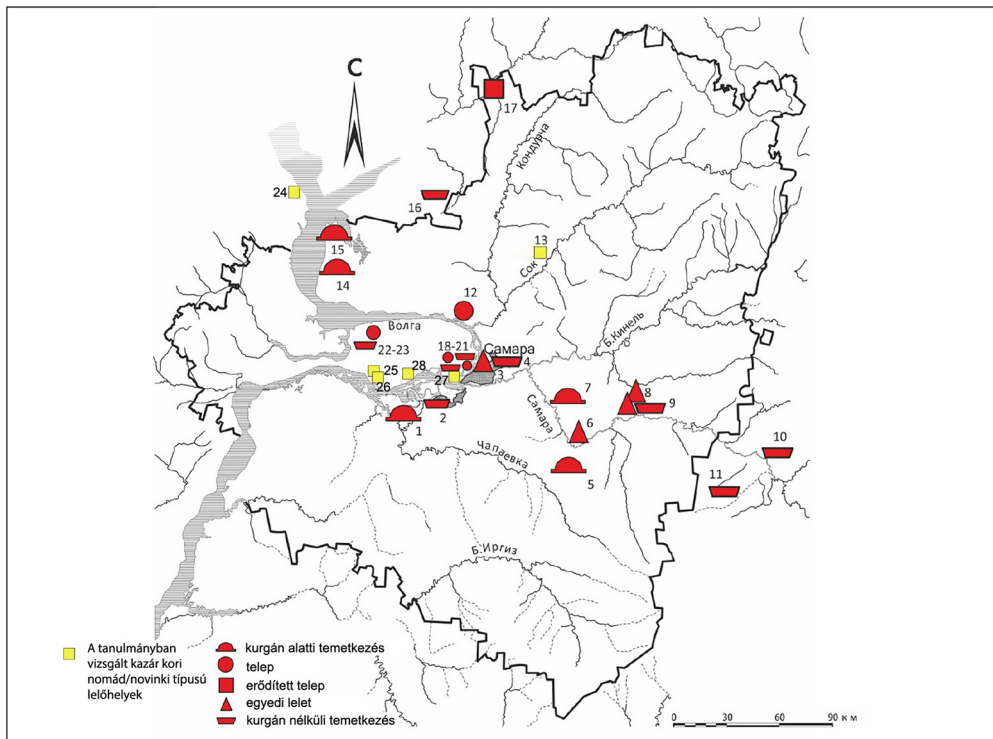 С
17
Кондурча
24
16
15
13
Сок
14
12
Волга
Б.Кинель
22-23
18-21
Самара
4
3
28
25
26
27
7
8
9
2
1
Самара
6
Чапаевка
5
10
11
Б.Иргиз
A tanulmányban
vizsgált kazár kori
nomád/novinki típusú
lelőhelyek
kurgán alatti temetkezés
telep
erődített telep
egyedi lelet
kurgán nélküli temetkezés
0 30 60 90 км